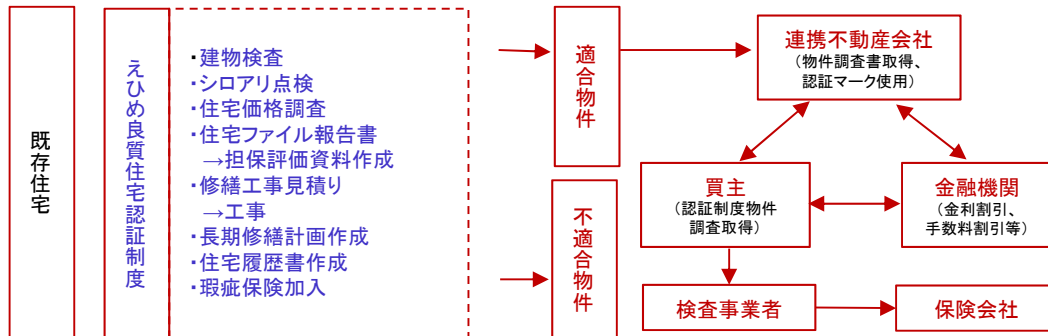 既存住宅
えひめ良質住宅認証制度
・建物検査
・シロアリ点検
・住宅価格調査
・住宅ファイル報告書
→担保評価資料作成
・修繕工事見積り
→工事
・長期修繕計画作成
・住宅履歴書作成
・瑕疵保険加入
適合物件
不適合物件
連携不動産会社
（物件調査書取得、
認証マーク使用）
買主
（認証制度物件
調査取得）
金融機関
（金利割引、
手数料割引等）
検査事業者
保険会社